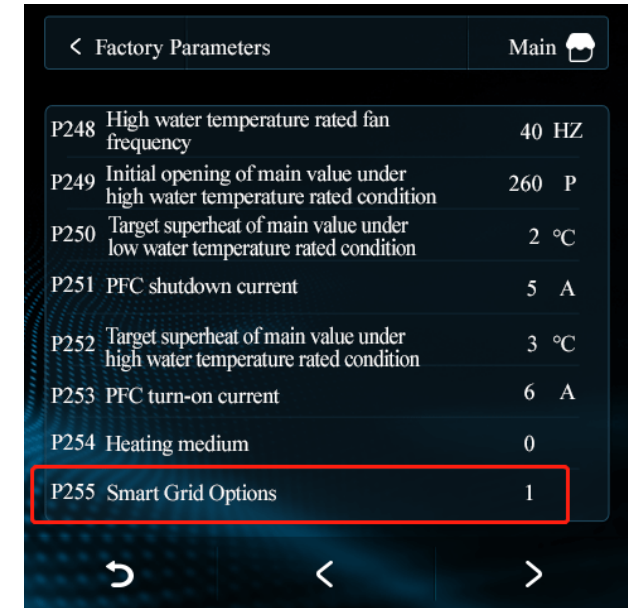 < Factory Parameters Main
P248 High water temperature rated fan frequency 40 HZ
P249 Initial opening of main value under high water temperature rated condition 260 P
P250 Target superheat of main value under low water temperature rated condition 2 °C
P251 PFC shutdown current 5 A
P252 Target superheat of main value under high water temperature rated condition 3 °C
P253 PFC turn-on current 6 A
P254 Heating medium 0
P255 Smart Grid Options 1